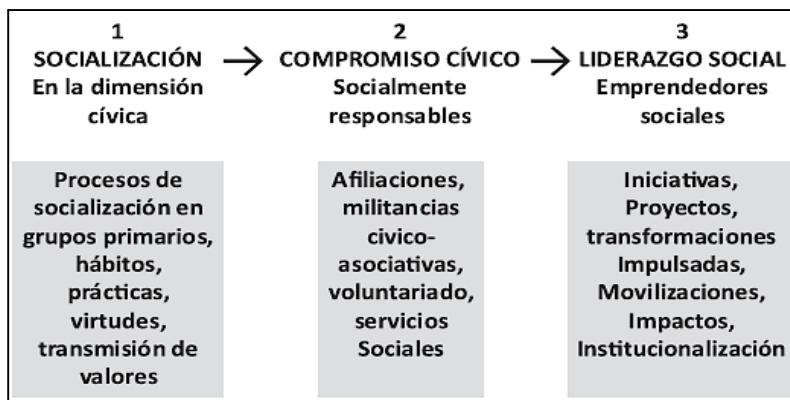 1
SOCIALIZACIÓN
En la dimensión
cívica
2
COMPROMISO CÍVICO
Socialmente
responsables
3
LIDERAZGO SOCIAL
Emprendedores
sociales
Procesos de
socialización en
grupos primarios,
hábitos,
prácticas,
virtudes,
transmisión de
valores
Afiliaciones,
militancias
civico-
asociativas,
voluntariado,
servicios
Sociales
Iniciativas,
Proyectos,
transformaciones
Impulsadas,
Movilizaciones,
Impactos,
Institucionalización